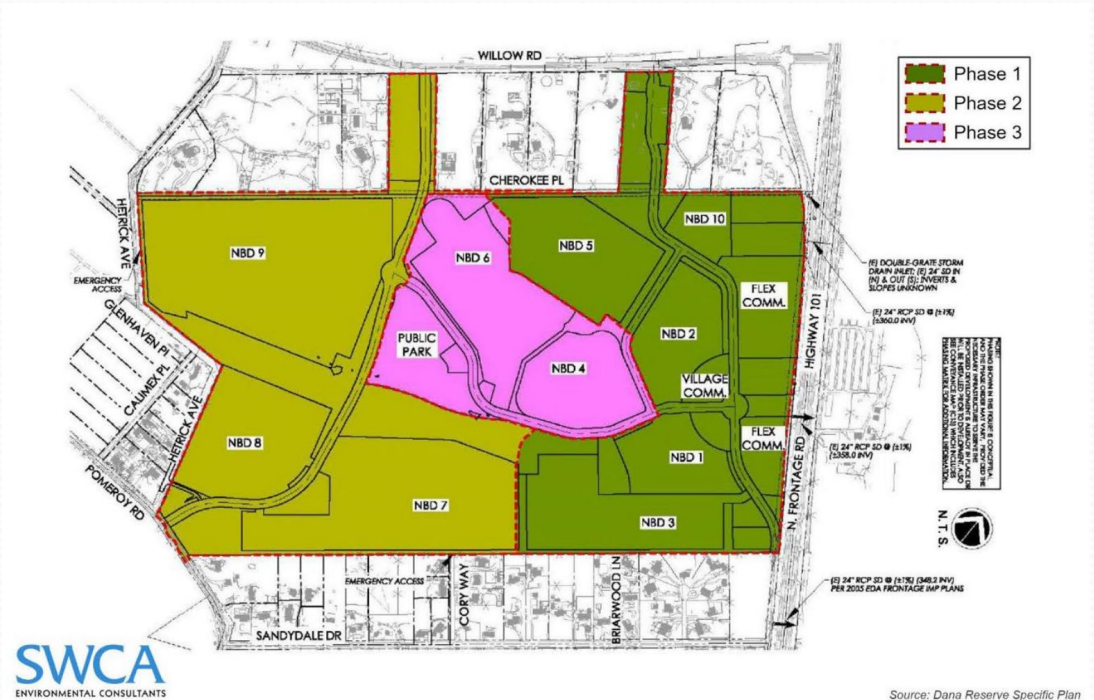 WILLOW RD
Phase 1
Phase 2
Phase 3
CHEROKEE PL
HETRICK AVE
NBD 10
NBD 9
NBD 5
NBD 6
EMERGENCY
ACCESS
(E) DOUBLE-GRATE STORM
DRAIN INLET; (E) 24" SD IN
(N) & OUT (S); INVERTS &
SLOPES UNKNOWN
FLEX
COMM.
HIGHWAY 101
(E) 24" RCP SD @ (±1%)
(±360.0 INV)
GLENHAVEN Pl
PUBLIC
PARK
NBD 2
NBD 4
CALIMEX PL
VILLAGE
COMM.
HETRICK AVE
NBD 8
FLEX
COMM.
N. FRONTAGE RD
(E) 24" RCP SD @ (±1%)
(±358.0 INV)
NBD 1
POMEROY RD
NBD 7
NBD 3
N. T. S.
EMERGENCY ACCESS
CORY WAY
BRIARWOOD LN
(E) 24" RCP SD @ (±1%) (348.2 INV)
PER 2005 EDA FRONTAGE IMP PLANS
SANDYDALE DR
SWCA
ENVIRONMENTAL CONSULTANTS
Source: Dana Reserve Specific Plan